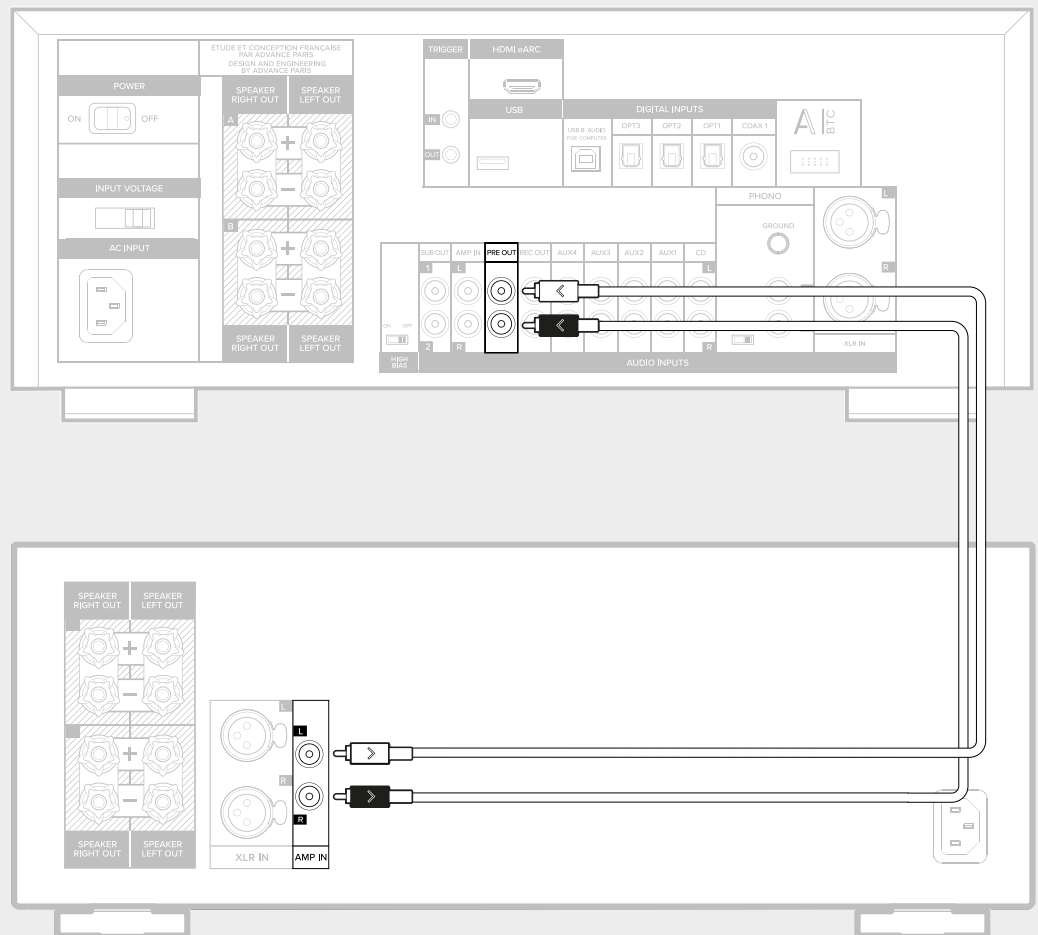 ÉTUDE ET CONCEPTION FRANÇAISE
PAR ADVANCE PARIS
DESIGN AND ENGINEERING
BY ADVANCE PARIS
POWER
ON
OFF
INPUT VOLTAGE
AC INPUT
SPEAKER
RIGHT OUT
SPEAKER
LEFT OUT
A
+
−
B
+
−
SPEAKER
RIGHT OUT
SPEAKER
LEFT OUT
TRIGGER
IN
OUT
HDMI eARC
USB
DIGITAL INPUTS
USB B AUDIO
FOR COMPUTER
OPT3
OPT2
OPT1
COAX 1
A
BTC
PHONO
GROUND
L
R
XLR IN
SUB OUT
AMP IN
PRE OUT
REC OUT
AUX4
AUX3
AUX2
AUX1
CD
1
L
L
2
R
R
ON OFF
HIGH
BIAS
AUDIO INPUTS
SPEAKER
RIGHT OUT
SPEAKER
LEFT OUT
+
−
+
−
SPEAKER
RIGHT OUT
SPEAKER
LEFT OUT
L
R
XLR IN
L
R
AMP IN